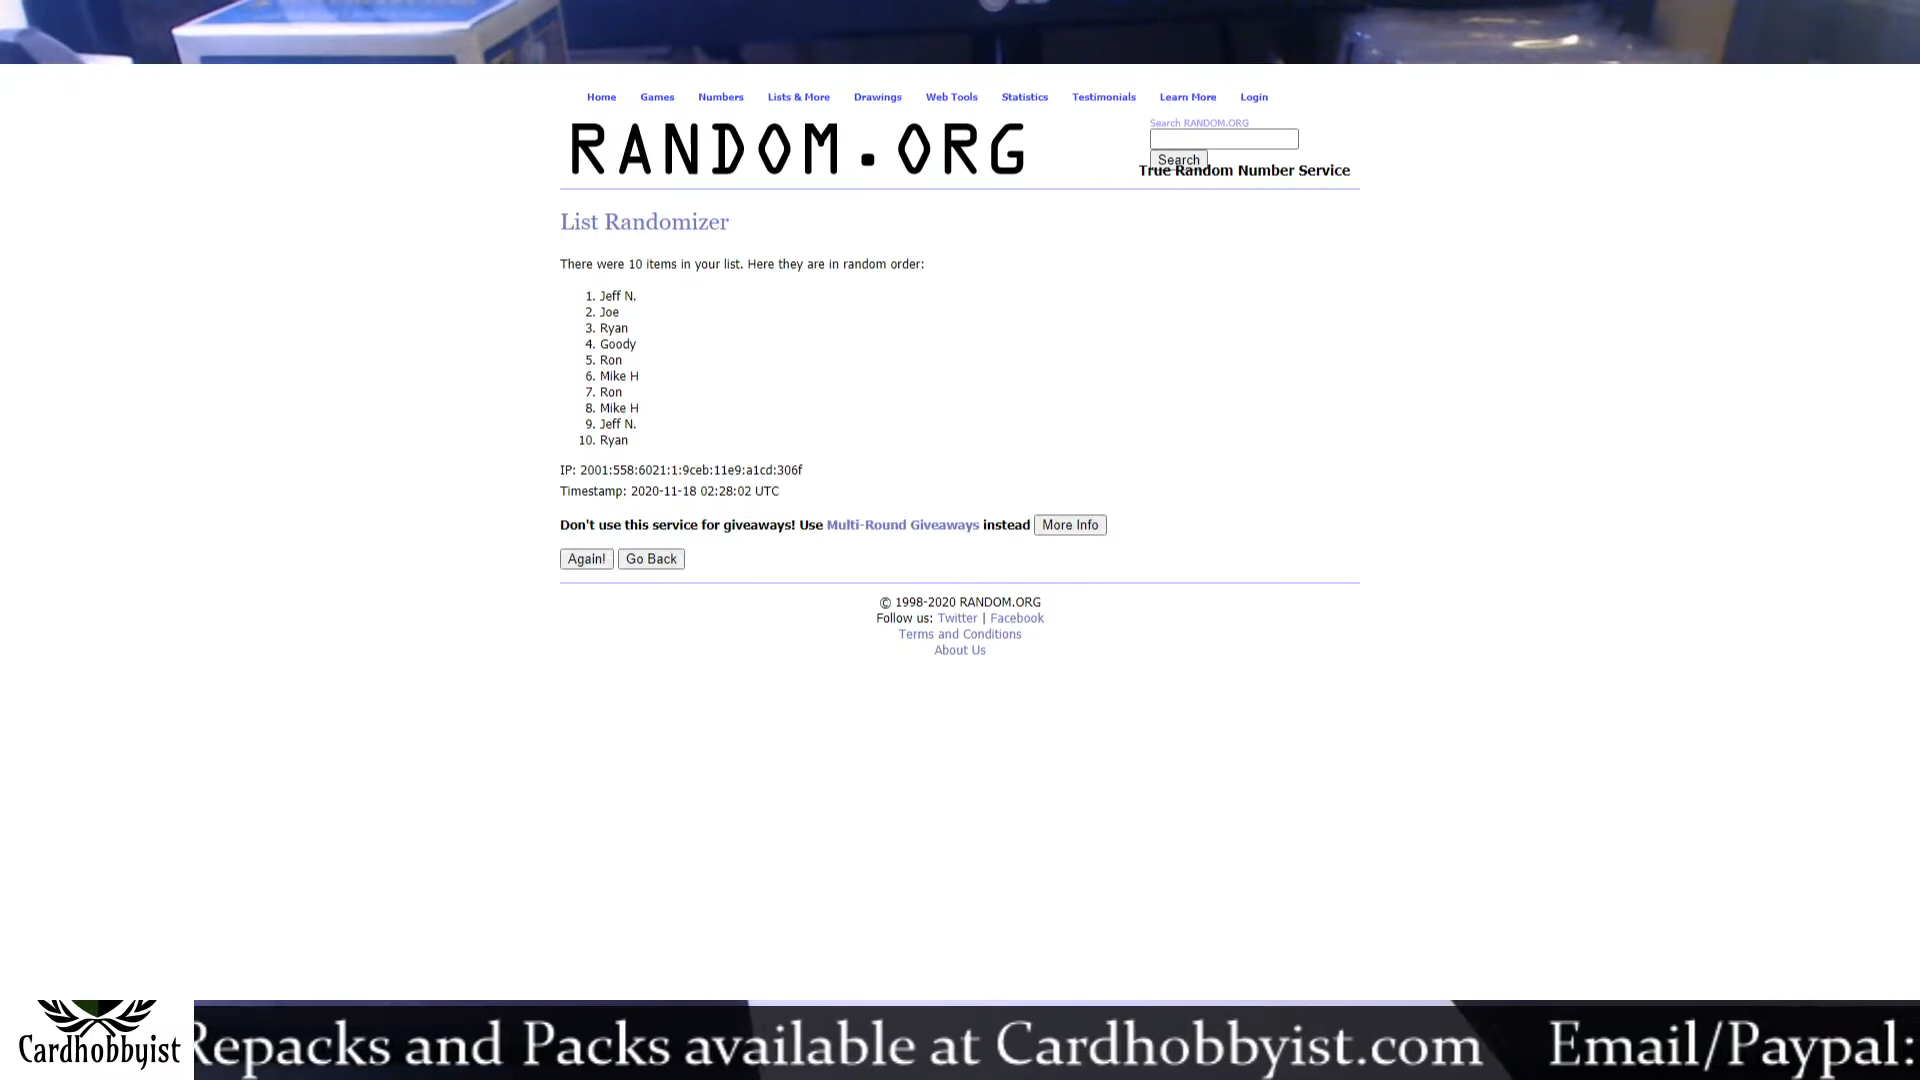 Home Games Numbers Lists & More Drawings Web Tools Statistics Testimonials Learn More Login
RANDOM.ORG
Search RANDOM.ORG
Search
True Random Number Service
List Randomizer
There were 10 items in your list. Here they are in random order:
1. Jeff N.
2. Joe
3. Ryan
4. Goody
5. Ron
6. Mike H
7. Ron
8. Mike H
9. Jeff N.
10. Ryan
IP: 2001:558:6021:1:9ceb:11e9:a1cd:306f
Timestamp: 2020-11-18 02:28:02 UTC
Don't use this service for giveaways! Use Multi-Round Giveaways instead More Info
Again! Go Back
© 1998-2020 RANDOM.ORG
Follow us: Twitter | Facebook
Terms and Conditions
About Us
Cardhobbyist
Repacks and Packs available at Cardhobbyist.com Email/Paypal: